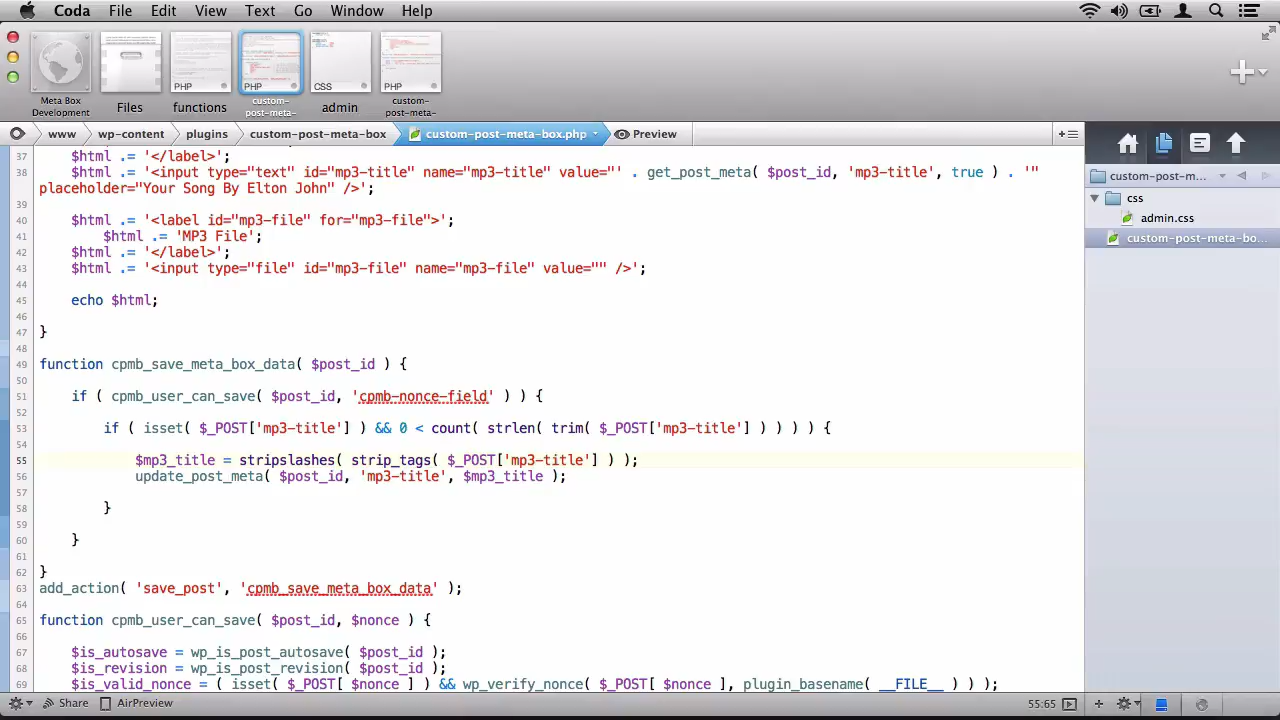 Coda File Edit View Text Go Window Help
PHP PHP CSS PHP
Meta Box Development Files functions custom-post-meta- admin custom-post-meta-
www wp-content plugins custom-post-meta-box custom-post-meta-box.php Preview
custom-post-m...
css
admin.css
custom-post-meta-bo...
37 $html .= '</label>';
38 $html .= '<input type="text" id="mp3-title" name="mp3-title" value="' . get_post_meta( $post_id, 'mp3-title', true ) . '"
placeholder="Your Song By Elton John" />';
39
40 $html .= '<label id="mp3-file" for="mp3-file">';
41 $html .= 'MP3 File';
42 $html .= '</label>';
43 $html .= '<input type="file" id="mp3-file" name="mp3-file" value="" />';
44
45 echo $html;
46
47 }
48
49 function cpmb_save_meta_box_data( $post_id ) {
50
51 if ( cpmb_user_can_save( $post_id, 'cpmb-nonce-field' ) ) {
52
53 if ( isset( $_POST['mp3-title'] ) && 0 < count( strlen( trim( $_POST['mp3-title'] ) ) ) ) {
54
55 $mp3_title = stripslashes( strip_tags( $_POST['mp3-title'] ) );
56 update_post_meta( $post_id, 'mp3-title', $mp3_title );
57
58 }
59
60 }
61
62 }
63 add_action( 'save_post', 'cpmb_save_meta_box_data' );
64
65 function cpmb_user_can_save( $post_id, $nonce ) {
66
67 $is_autosave = wp_is_post_autosave( $post_id );
68 $is_revision = wp_is_post_revision( $post_id );
69 $is_valid_nonce = ( isset( $_POST[ $nonce ] ) && wp_verify_nonce( $_POST[ $nonce ], plugin_basename( __FILE__ ) ) );
Share AirPreview 55:65